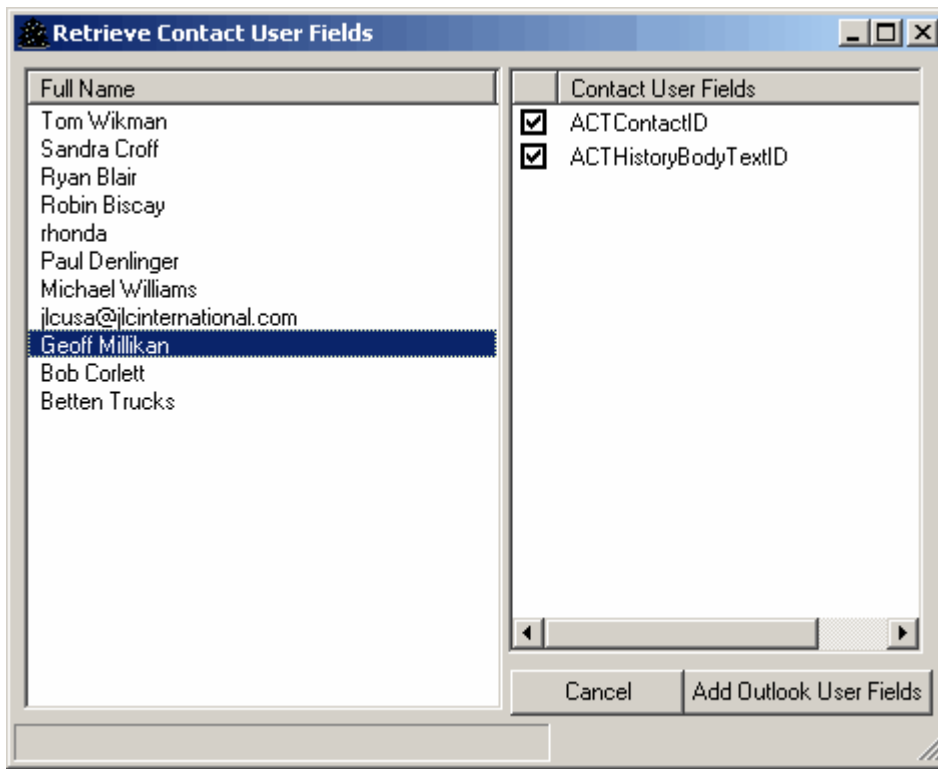 Retrieve Contact User Fields
Full Name
Tom Wikman
Sandra Croff
Ryan Blair
Robin Biscay
rhonda
Paul Denlinger
Michael Williams
jlcusa@jlcinternational.com
Geoff Millikan
Bob Corlett
Betten Trucks
Contact User Fields
ACTContactID
ACTHistoryBodyTextID
Cancel
Add Outlook User Fields